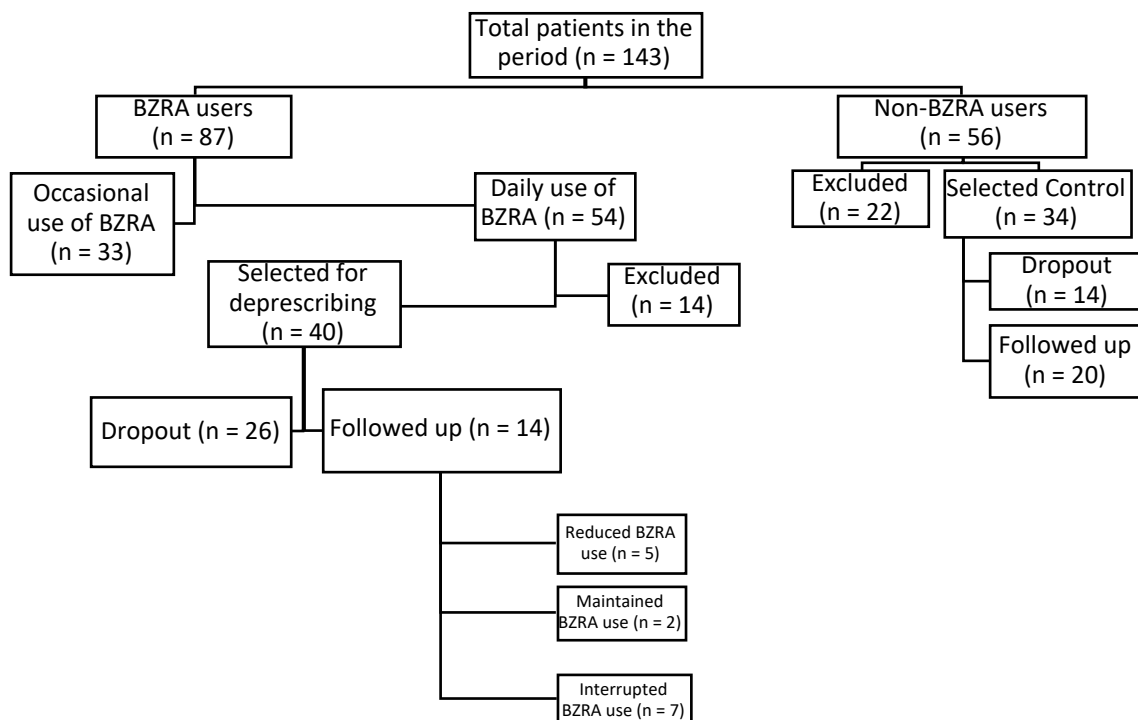 Total patients in the
period (n = 143)
BZRA users
(n = 87)
Non-BZRA users
(n = 56)
Occasional
use of BZRA
(n = 33)
Daily use of
BZRA (n = 54)
Excluded
(n = 22)
Selected Control
(n = 34)
Selected for
deprescribing
(n = 40)
Excluded
(n = 14)
Dropout
(n = 14)
Followed up
(n = 20)
Dropout (n = 26)
Followed up (n = 14)
Reduced BZRA
use (n = 5)
Maintained
BZRA use (n = 2)
Interrupted
BZRA use (n = 7)